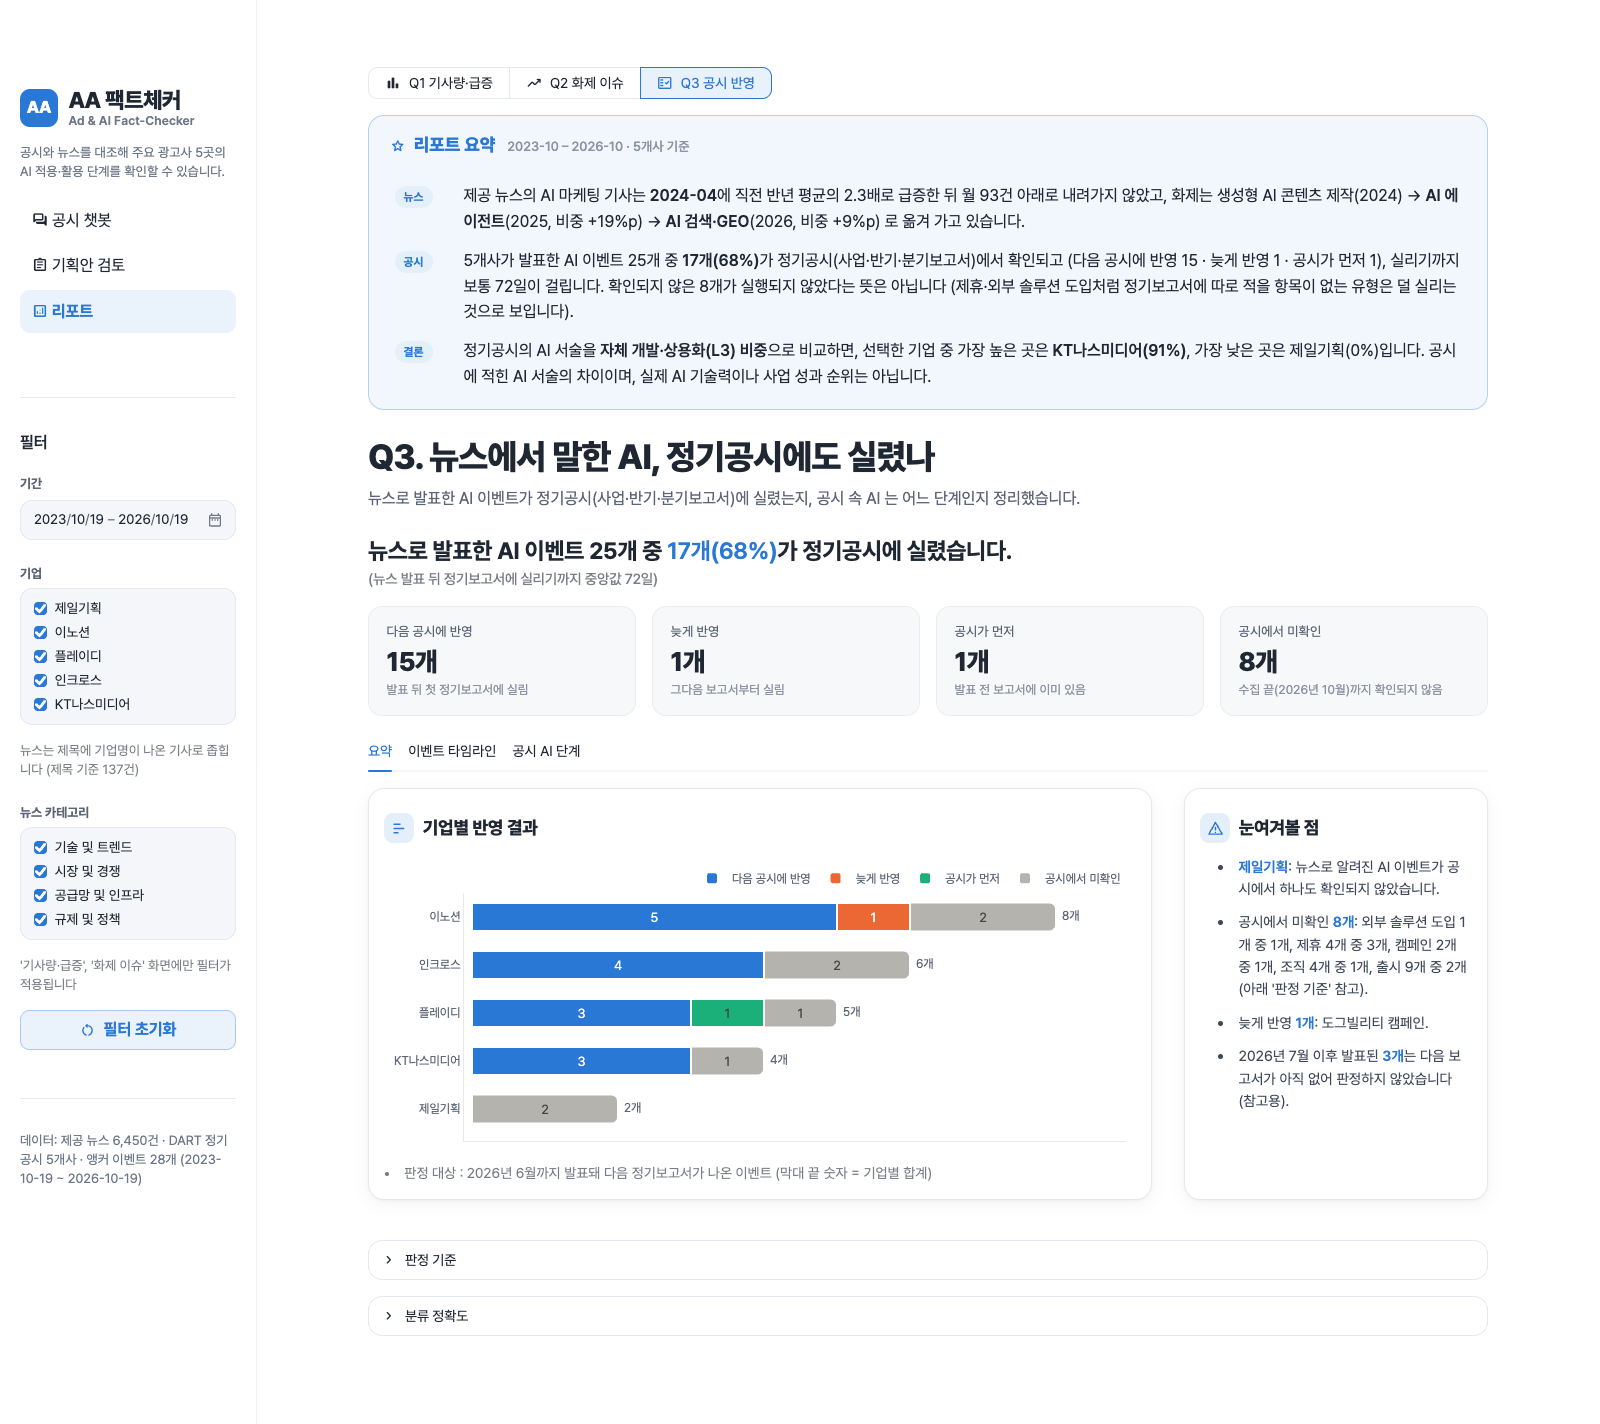 AA
AA 팩트체커
Ad & AI Fact-Checker
공시와 뉴스를 대조해 주요 광고사 5곳의
AI 적용·활용 단계를 확인할 수 있습니다.
공시 챗봇
기획안 검토
리포트
필터
기간
2023/10/19 – 2026/10/19
기업
제일기획
이노션
플레이디
인크로스
KT나스미디어
뉴스는 제목에 기업명이 나온 기사로 좁힙
니다 (제목 기준 137건)
뉴스 카테고리
기술 및 트렌드
시장 및 경쟁
공급망 및 인프라
규제 및 정책
'기사량·급증', '화제 이슈' 화면에만 필터가
적용됩니다
필터 초기화
데이터: 제공 뉴스 6,450건 · DART 정기
공시 5개사 · 앵커 이벤트 28개 (2023-
10-19 ~ 2026-10-19)
Q1 기사량·급증
Q2 화제 이슈
Q3 공시 반영
리포트 요약 2023-10 – 2026-10 · 5개사 기준
뉴스
제공 뉴스의 AI 마케팅 기사는 2024-04에 직전 반년 평균의 2.3배로 급증한 뒤 월 93건 아래로 내려가지 않았고, 화제는 생성형 AI 콘텐츠 제작(2024) → AI 에
이전트(2025, 비중 +19%p) → AI 검색·GEO(2026, 비중 +9%p) 로 옮겨 가고 있습니다.
공시
5개사가 발표한 AI 이벤트 25개 중 17개(68%)가 정기공시(사업·반기·분기보고서)에서 확인되고 (다음 공시에 반영 15 · 늦게 반영 1 · 공시가 먼저 1), 실리기까지
보통 72일이 걸립니다. 확인되지 않은 8개가 실행되지 않았다는 뜻은 아닙니다 (제휴·외부 솔루션 도입처럼 정기보고서에 따로 적을 항목이 없는 유형은 덜 실리는
것으로 보입니다).
결론
정기공시의 AI 서술을 자체 개발·상용화(L3) 비중으로 비교하면, 선택한 기업 중 가장 높은 곳은 KT나스미디어(91%), 가장 낮은 곳은 제일기획(0%)입니다. 공시
에 적힌 AI 서술의 차이이며, 실제 AI 기술력이나 사업 성과 순위는 아닙니다.
Q3. 뉴스에서 말한 AI, 정기공시에도 실렸나
뉴스로 발표한 AI 이벤트가 정기공시(사업·반기·분기보고서)에 실렸는지, 공시 속 AI 는 어느 단계인지 정리했습니다.
뉴스로 발표한 AI 이벤트 25개 중 17개(68%)가 정기공시에 실렸습니다.
(뉴스 발표 뒤 정기보고서에 실리기까지 중앙값 72일)
다음 공시에 반영
15개
발표 뒤 첫 정기보고서에 실림
늦게 반영
1개
그다음 보고서부터 실림
공시가 먼저
1개
발표 전 보고서에 이미 있음
공시에서 미확인
8개
수집 끝(2026년 10월)까지 확인되지 않음
요약
이벤트 타임라인
공시 AI 단계
기업별 반영 결과
다음 공시에 반영
늦게 반영
공시가 먼저
공시에서 미확인
이노션 5 1 2 8개
인크로스 4 2 6개
플레이디 3 1 1 5개
KT나스미디어 3 1 4개
제일기획 2 2개
• 판정 대상 : 2026년 6월까지 발표돼 다음 정기보고서가 나온 이벤트 (막대 끝 숫자 = 기업별 합계)
눈여겨볼 점
• 제일기획: 뉴스로 알려진 AI 이벤트가 공
시에서 하나도 확인되지 않았습니다.
• 공시에서 미확인 8개: 외부 솔루션 도입 1
개 중 1개, 제휴 4개 중 3개, 캠페인 2개
중 1개, 조직 4개 중 1개, 출시 9개 중 2개
(아래 '판정 기준' 참고).
• 늦게 반영 1개: 도그빌리티 캠페인.
• 2026년 7월 이후 발표된 3개는 다음 보
고서가 아직 없어 판정하지 않았습니다
(참고용).
판정 기준
분류 정확도